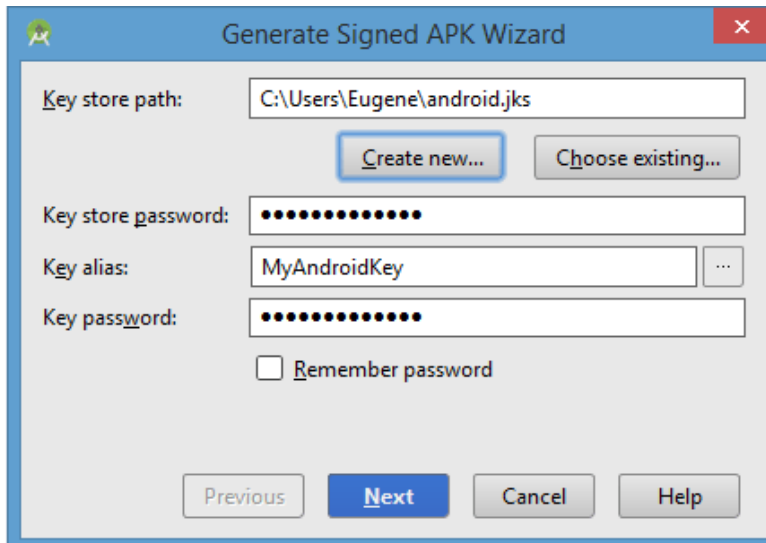 Generate Signed APK Wizard
Key store path: C:\Users\Eugene\android.jks
Create new... Choose existing...
Key store password: •••••••••••••
Key alias: MyAndroidKey ...
Key password: •••••••••••••
Remember password
Previous Next Cancel Help